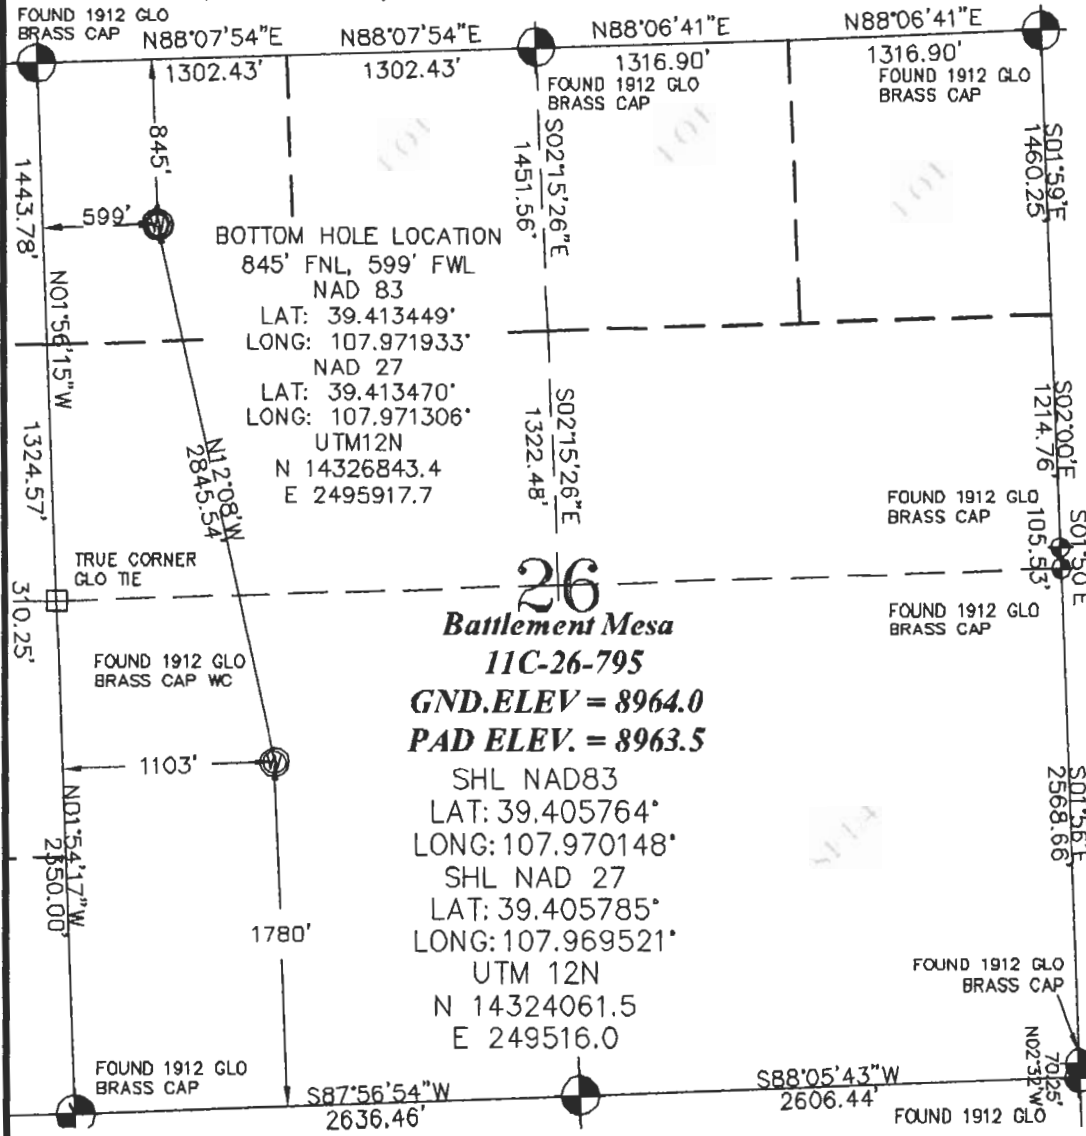 FOUND 1912 GLO
BRASS CAP
N88°07'54"E
1302.43'
N88°07'54"E
1302.43'
N88°06'41"E
1316.90'
N88°06'41"E
1316.90'
FOUND 1912 GLO
BRASS CAP
FOUND 1912 GLO
BRASS CAP
845'
599'
1443.78'
S02°15'26"E
1451.56'
S01°59'E
1460.25'
BOTTOM HOLE LOCATION
845' FNL, 599' FWL
NAD 83
LAT: 39.413449°
LONG: 107.971933°
NAD 27
LAT: 39.413470°
LONG: 107.971306°
UTM12N
N 14326843.4
E 2495917.7
N01°56'15"W
1324.57'
N12°08'W
2845.54'
S02°15'26"E
1322.48'
S02°00'E
1214.76'
FOUND 1912 GLO
BRASS CAP
105.53'
S01°50'E
TRUE CORNER
GLO TIE
310.25'
26
FOUND 1912 GLO
BRASS CAP
FOUND 1912 GLO
BRASS CAP WC
Battlement Mesa
11C-26-795
GND.ELEV = 8964.0
PAD ELEV. = 8963.5
W
W
1103'
SHL NAD83
LAT: 39.405764°
LONG: 107.970148°
SHL NAD 27
LAT: 39.405785°
LONG: 107.969521°
UTM 12N
N 14324061.5
E 249516.0
N01°54'17"W
2350.00'
1780'
S01°56'E
2568.66'
FOUND 1912 GLO
BRASS CAP
N02°32'W
70.25'
FOUND 1912 GLO
BRASS CAP
S87°56'54"W
2636.46'
S88°05'43"W
2606.44'
FOUND 1912 GLO